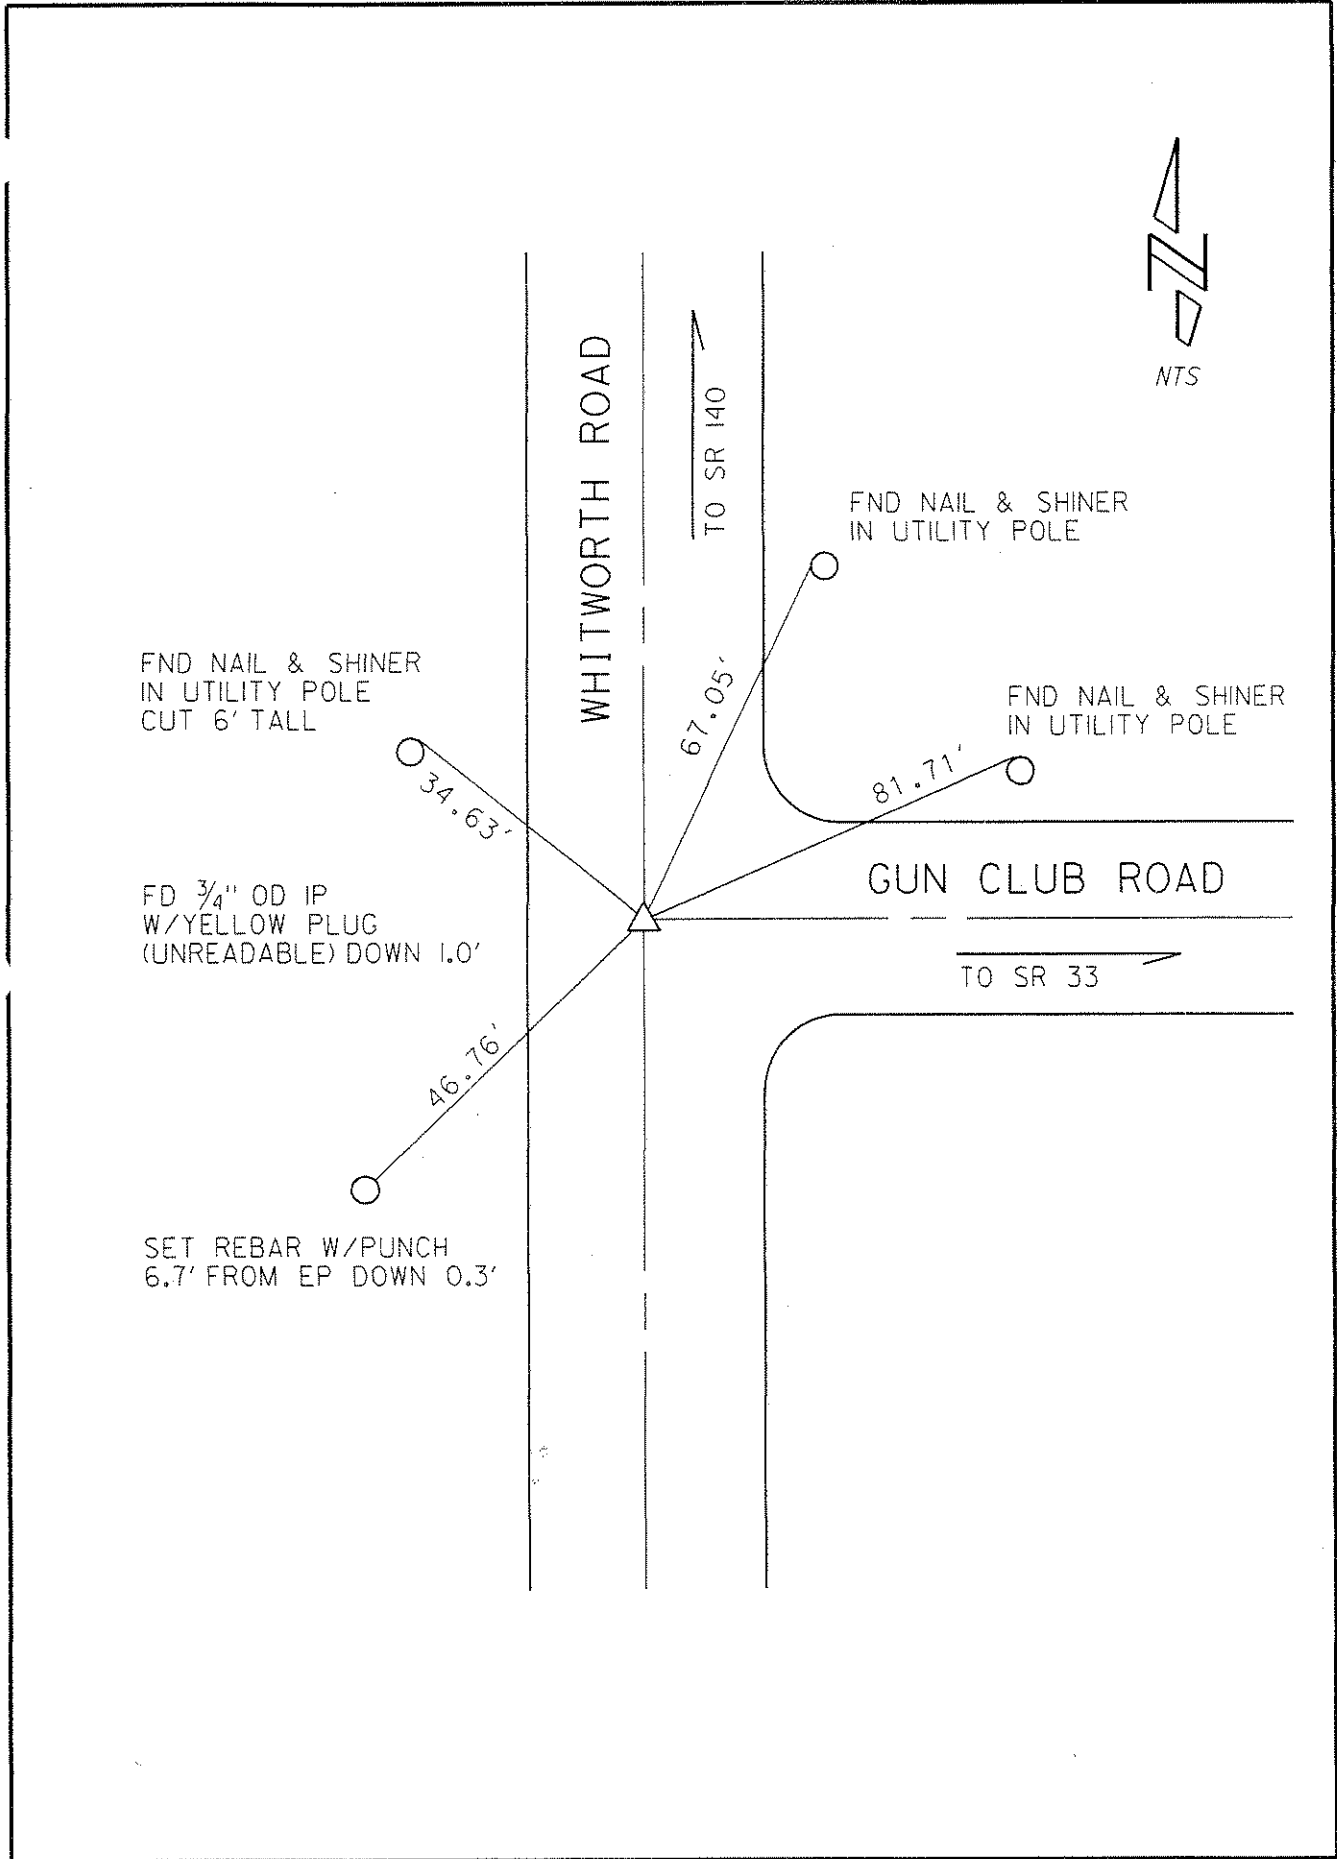 NTS
WHITWORTH ROAD
TO SR 140
FND NAIL & SHINER
IN UTILITY POLE
FND NAIL & SHINER
IN UTILITY POLE
CUT 6' TALL
67.05'
FND NAIL & SHINER
IN UTILITY POLE
34.63'
81.71'
FD 3/4" OD IP
W/YELLOW PLUG
(UNREADABLE) DOWN 1.0'
GUN CLUB ROAD
TO SR 33
46.76'
SET REBAR W/PUNCH
6.7' FROM EP DOWN 0.3'